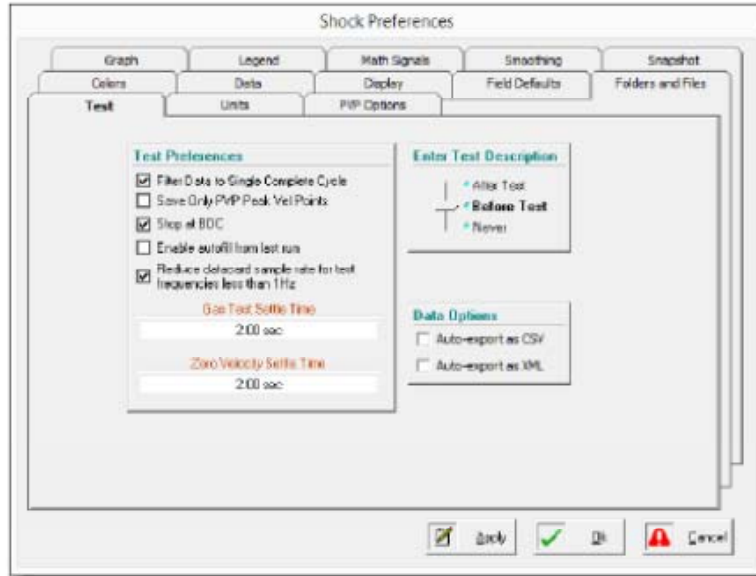 Shock Preferences
Graph
Legend
Math Signals
Smoothing
Snapshot
Colors
Data
Display
Field Defaults
Folders and Files
Test
Units
PVP Options
Test Preferences
Filter Data to Single Complete Cycle
Save Only PVP Peak Vel Points
Stop at BDC
Enable autofill from last run
Reduce datacard sample rate for test
frequencies less than 1Hz
Gas Test Settle Time
2.00 sec
Zero Velocity Settle Time
2.00 sec
Enter Test Description
After Test
Before Test
Never
Data Options
Auto-export as CSV
Auto-export as XML
Apply
Ok
Cancel